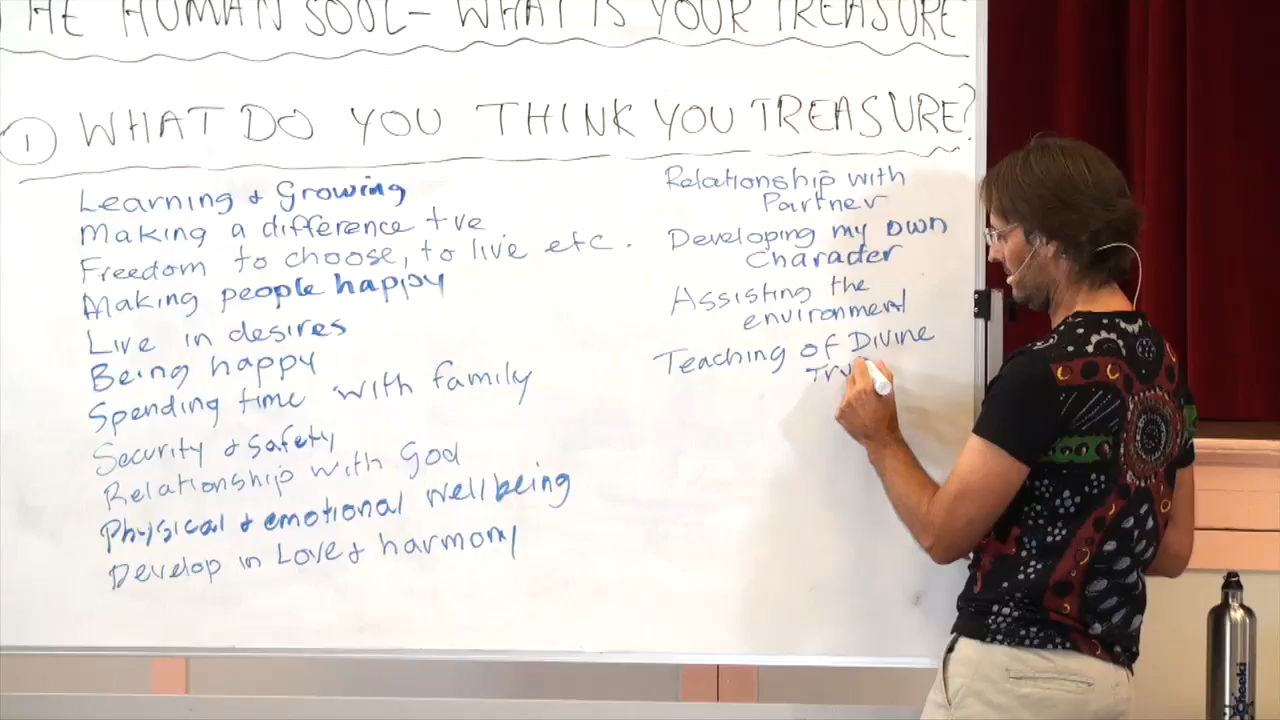 THE HUMAN SOUL - WHAT IS YOUR TREASURE
1 WHAT DO YOU THINK YOU TREASURE?
Learning & Growing
Making a difference +ve
Freedom to choose, to live etc.
Making people happy
Live in desires
Being happy
Spending time with family
Security & safety
Relationship with God
Physical & emotional wellbeing
Develop in Love & harmony
Relationship with
Partner
Developing my own
Character
Assisting the
environment
Teaching of Divine
Tru
Cheeki